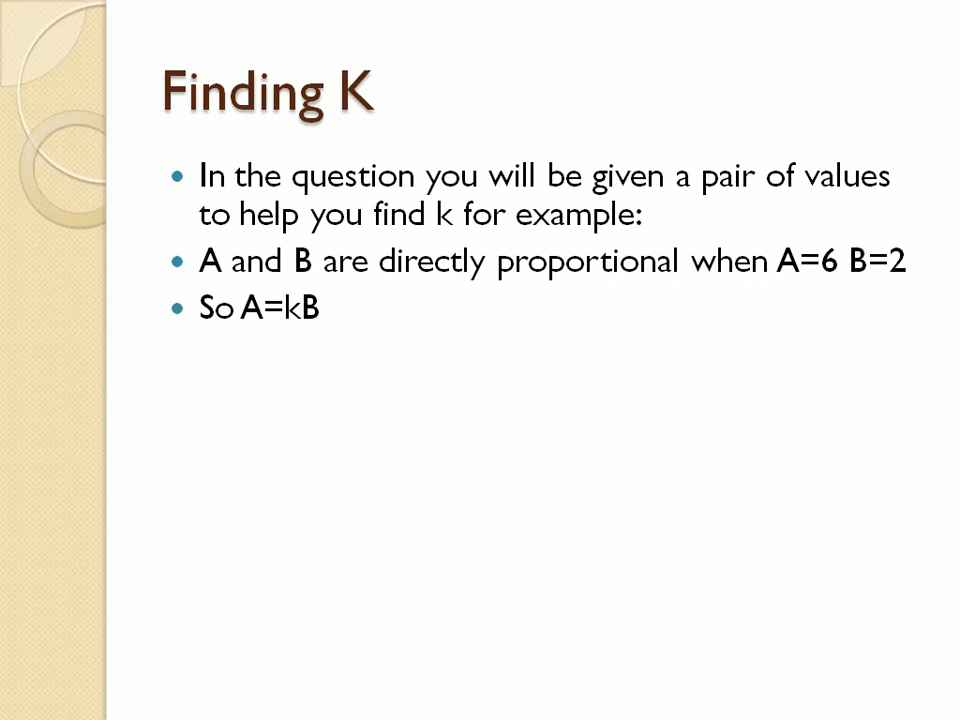 Finding K
• In the question you will be given a pair of values
to help you find k for example:
• A and B are directly proportional when A=6 B=2
• So A=kB